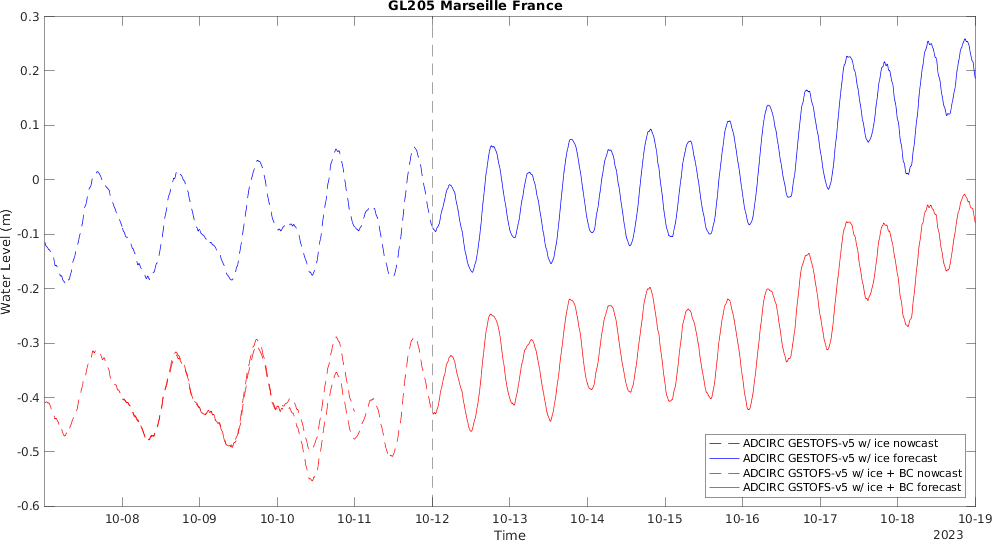 GL205 Marseille France
0.3
0.2
0.1
0
-0.1
-0.2
-0.3
-0.4
-0.5
-0.6
Water Level (m)
ADCIRC GESTOFS-v5 w/ ice nowcast
ADCIRC GESTOFS-v5 w/ ice forecast
ADCIRC GSTOFS-v5 w/ ice + BC nowcast
ADCIRC GSTOFS-v5 w/ ice + BC forecast
10-08 10-09 10-10 10-11 10-12 10-13 10-14 10-15 10-16 10-17 10-18 10-19
Time
2023